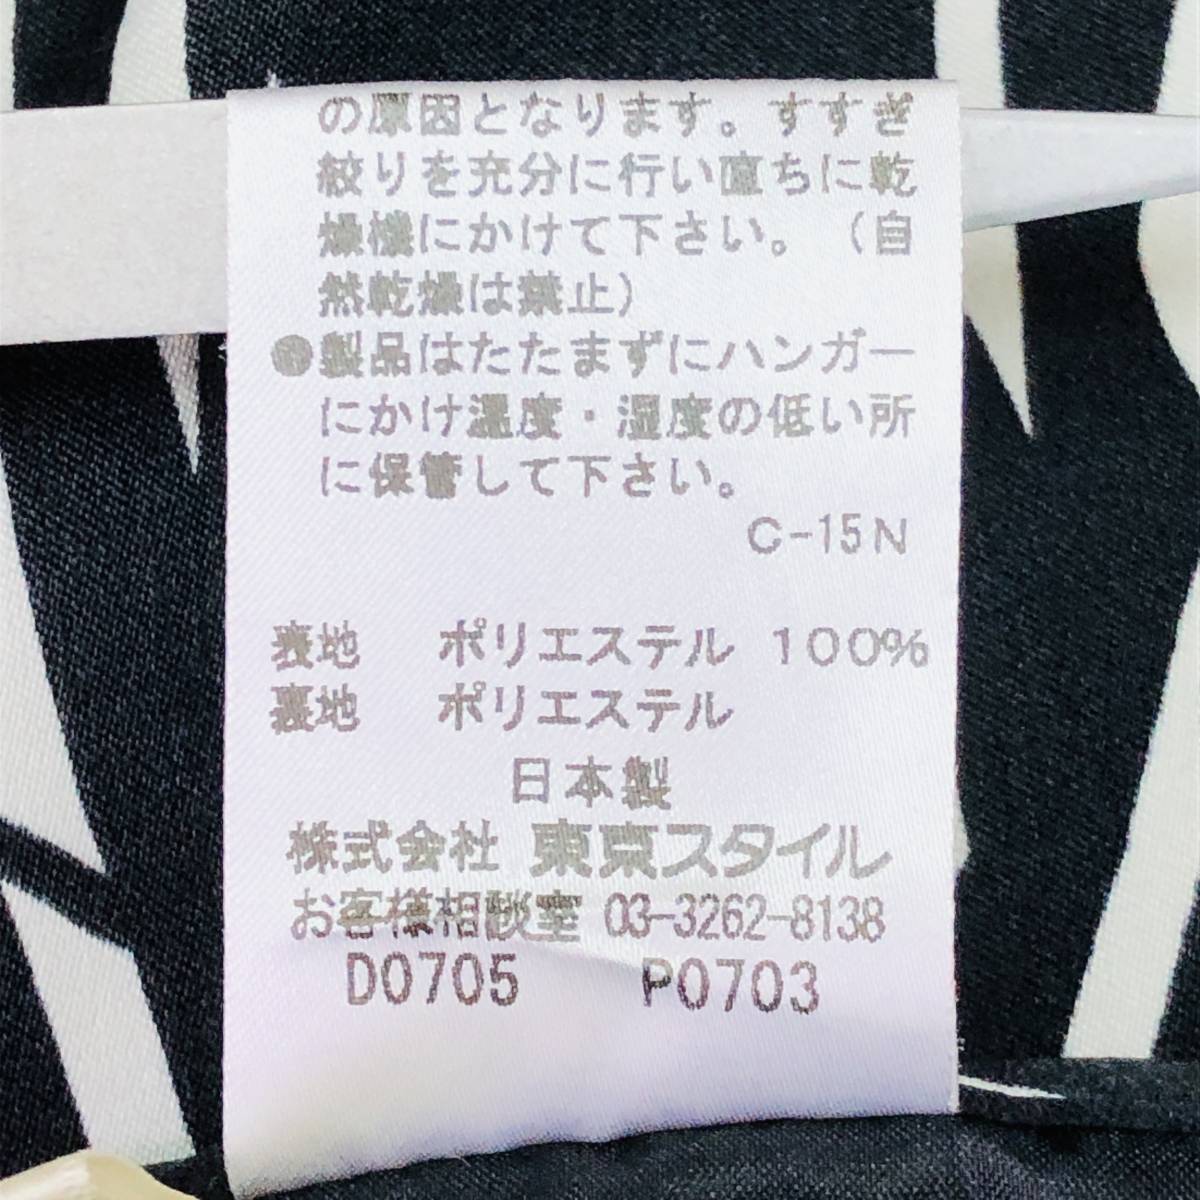 の原因となります。すすぎ
絞りを充分に行い直ちに乾
燥機にかけて下さい。（自
然乾燥は禁止）
●製品はたたまずにハンガー
にかけ温度・湿度の低い所
に保管して下さい。
C-15N
表地 ポリエステル 100%
裏地 ポリエステル
日本製
株式会社 東京スタイル
お客様相談室 03-3262-8138
D0705 P0703